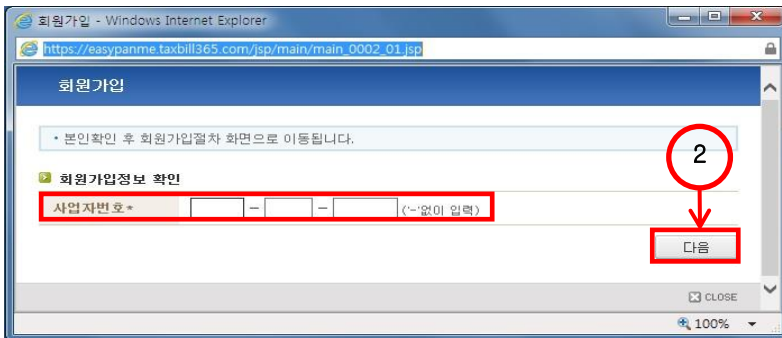 회원가입 - Windows Internet Explorer
https://easypanme.taxbill365.com/jsp/main/main_0002_01.jsp
회원가입
• 본인확인 후 회원가입절차 화면으로 이동됩니다.
2
회원가입정보 확인
사업자번호* - - ('-'없이 입력)
다음
CLOSE
100%